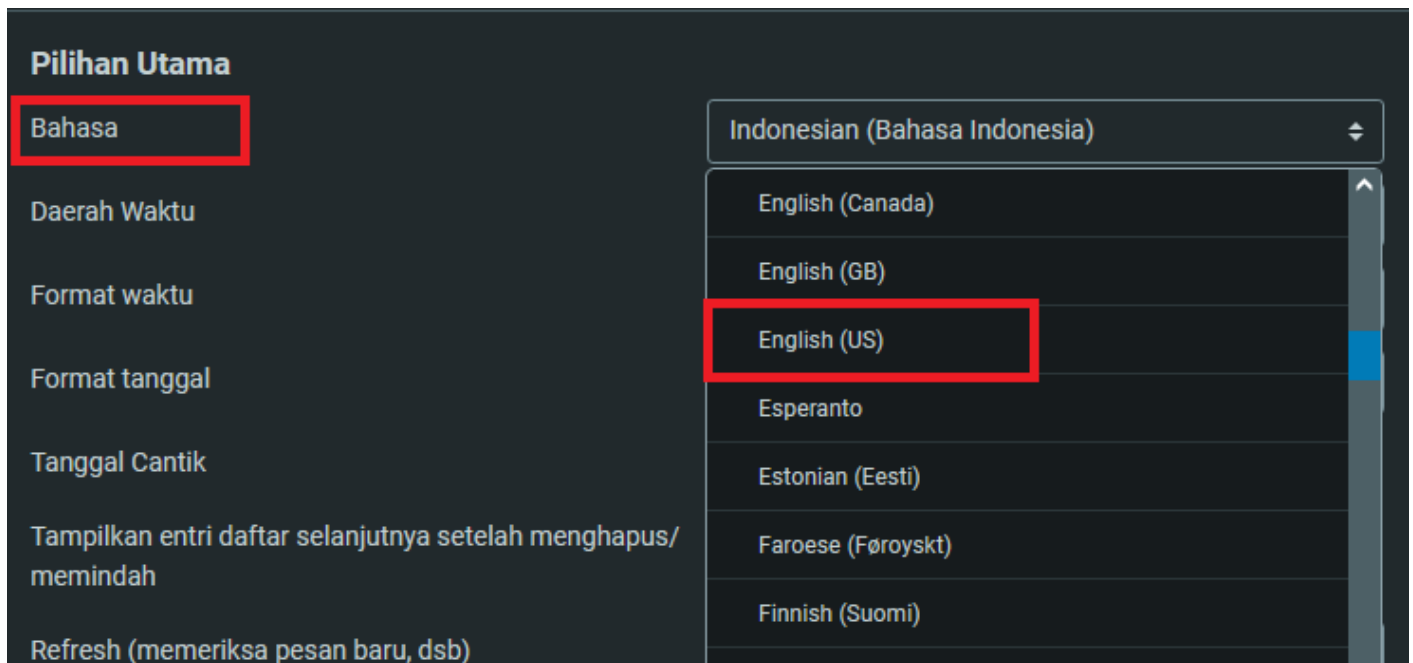 Pilihan Utama
Bahasa
Indonesian (Bahasa Indonesia)
Daerah Waktu
English (Canada)
English (GB)
Format waktu
English (US)
Format tanggal
Esperanto
Tanggal Cantik
Estonian (Eesti)
Tampilkan entri daftar selanjutnya setelah menghapus/
memindah
Faroese (Føroyskt)
Finnish (Suomi)
Refresh (memeriksa pesan baru, dsb)